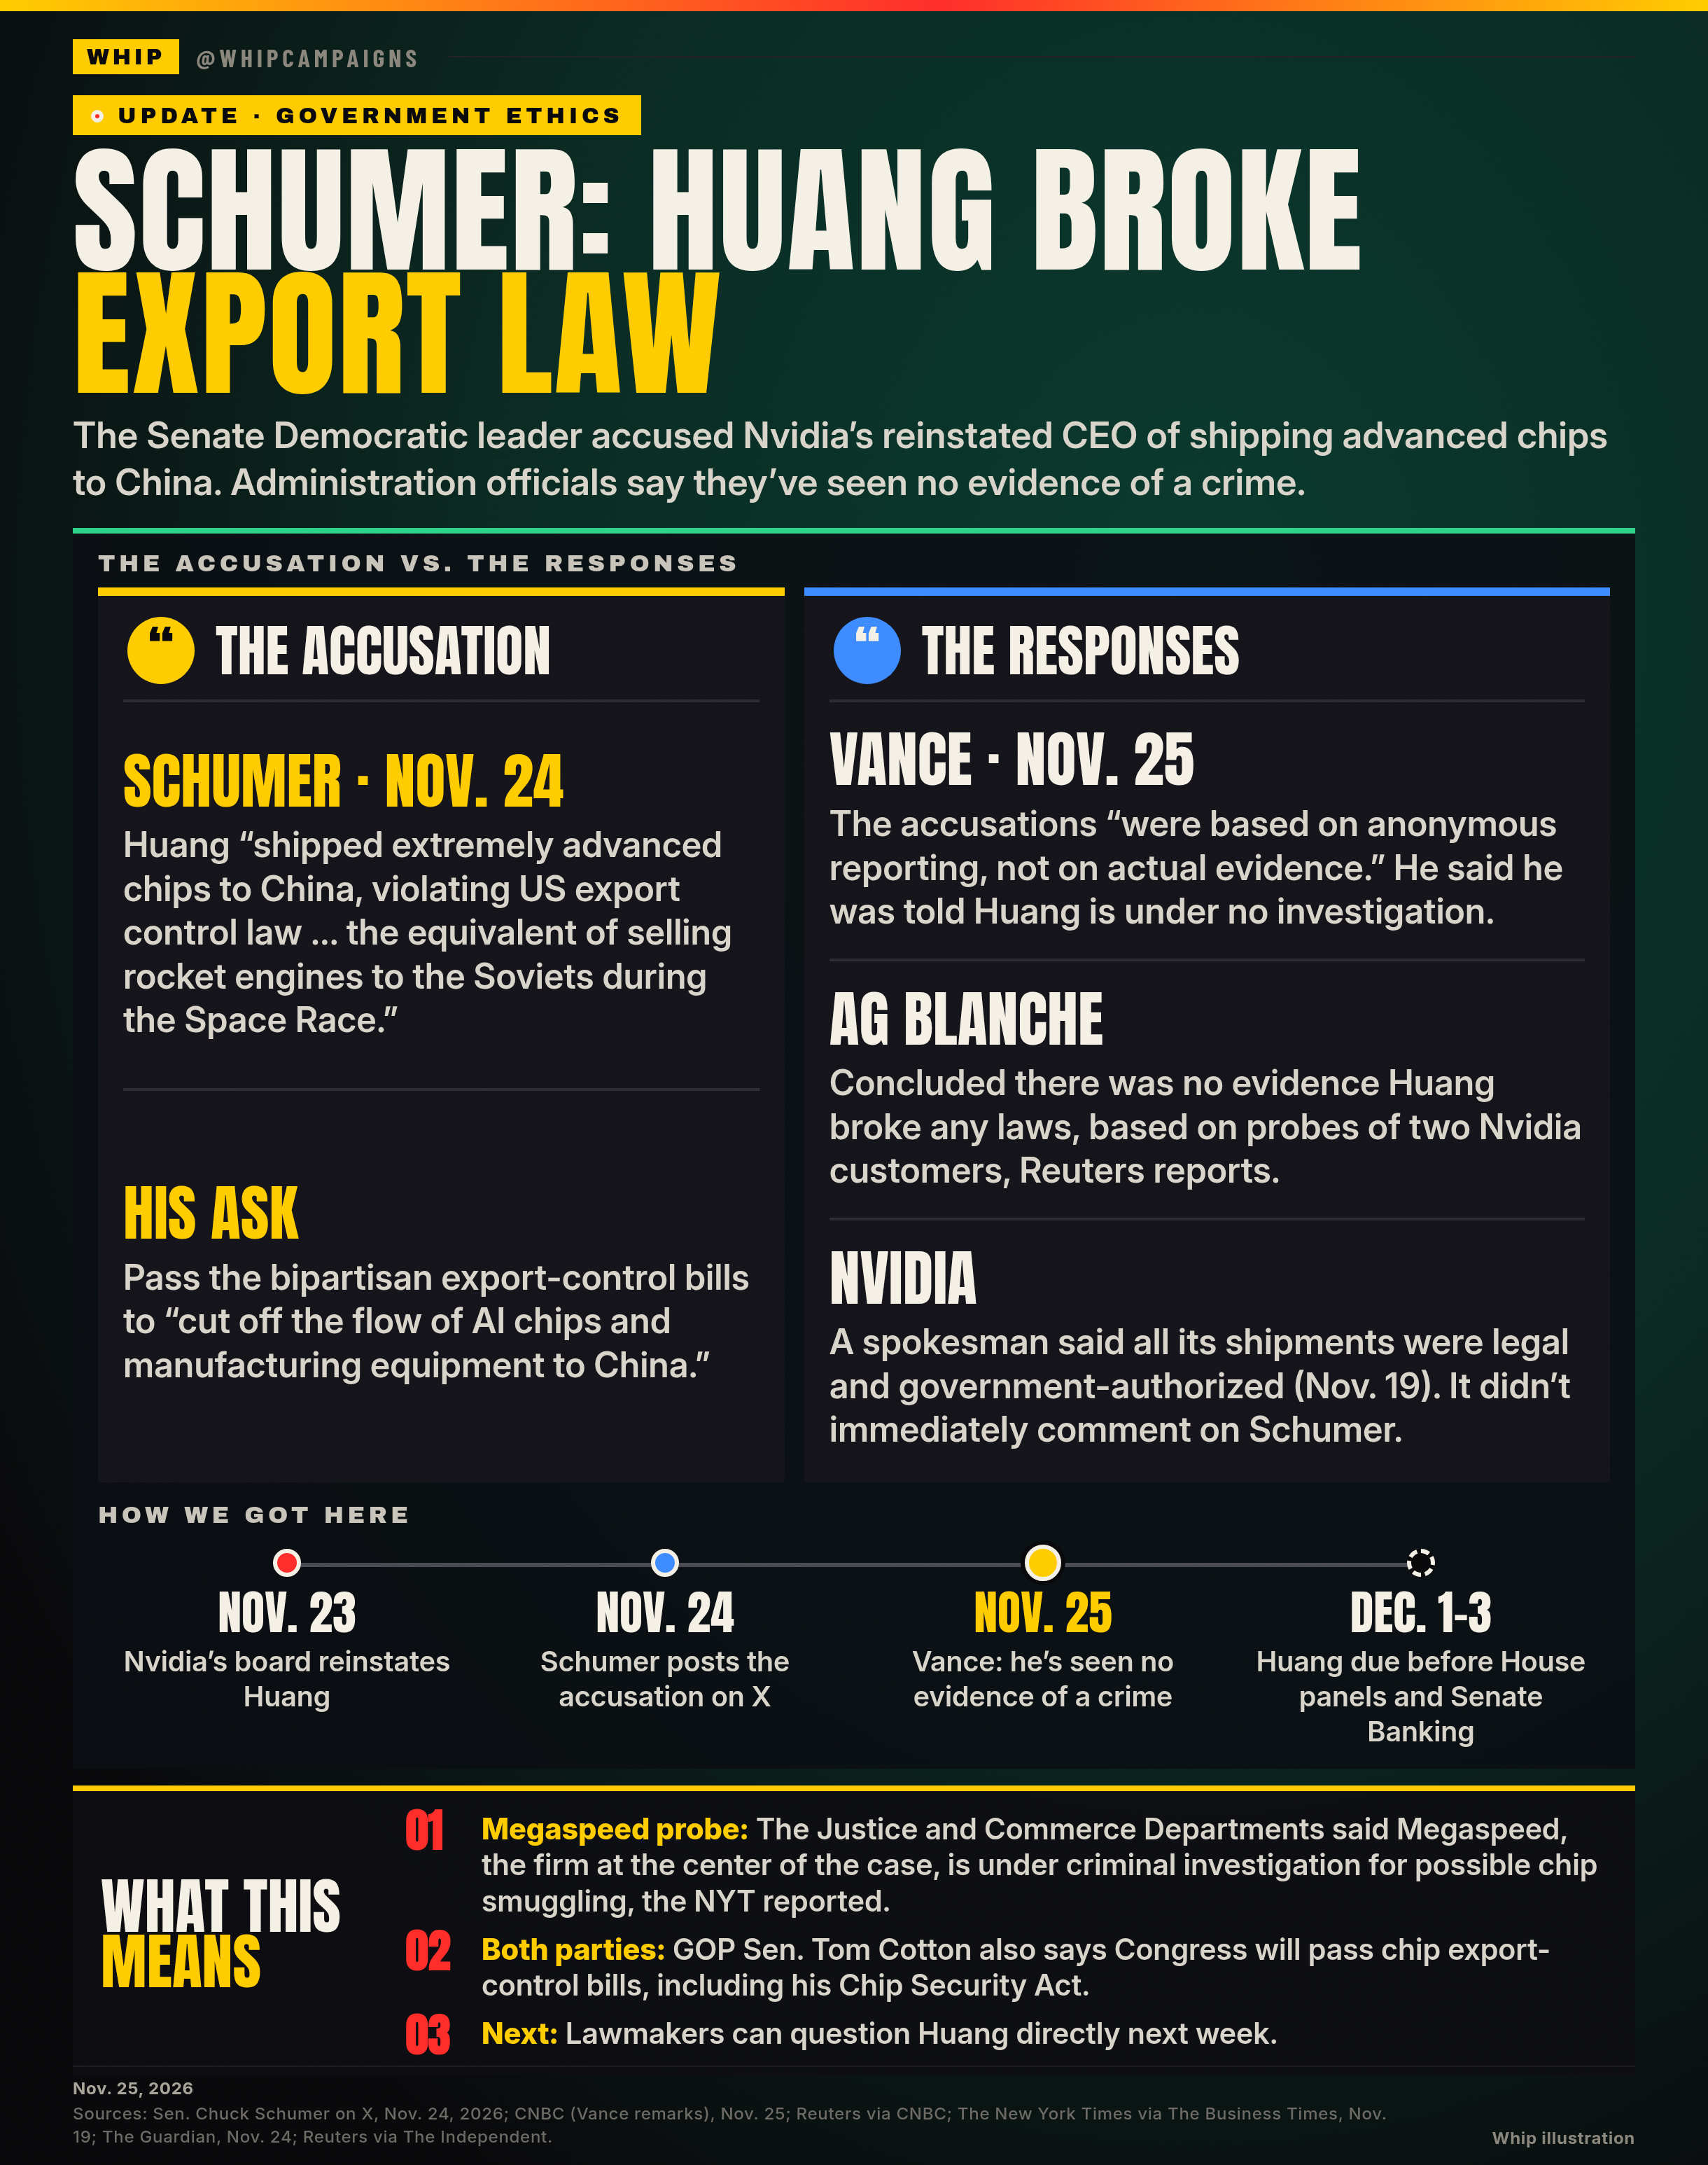 WHIP @WHIPCAMPAIGNS
UPDATE · GOVERNMENT ETHICS
SCHUMER: HUANG BROKE
EXPORT LAW
The Senate Democratic leader accused Nvidia’s reinstated CEO of shipping advanced chips
to China. Administration officials say they’ve seen no evidence of a crime.
THE ACCUSATION VS. THE RESPONSES
“ THE ACCUSATION
SCHUMER · NOV. 24
Huang “shipped extremely advanced
chips to China, violating US export
control law ... the equivalent of selling
rocket engines to the Soviets during
the Space Race.”
HIS ASK
Pass the bipartisan export-control bills
to “cut off the flow of AI chips and
manufacturing equipment to China.”
“ THE RESPONSES
VANCE · NOV. 25
The accusations “were based on anonymous
reporting, not on actual evidence.” He said he
was told Huang is under no investigation.
AG BLANCHE
Concluded there was no evidence Huang
broke any laws, based on probes of two Nvidia
customers, Reuters reports.
NVIDIA
A spokesman said all its shipments were legal
and government-authorized (Nov. 19). It didn’t
immediately comment on Schumer.
HOW WE GOT HERE
NOV. 23
Nvidia’s board reinstates
Huang
NOV. 24
Schumer posts the
accusation on X
NOV. 25
Vance: he’s seen no
evidence of a crime
DEC. 1–3
Huang due before House
panels and Senate
Banking
WHAT THIS
MEANS
01 Megaspeed probe: The Justice and Commerce Departments said Megaspeed,
the firm at the center of the case, is under criminal investigation for possible chip
smuggling, the NYT reported.
02 Both parties: GOP Sen. Tom Cotton also says Congress will pass chip export-
control bills, including his Chip Security Act.
03 Next: Lawmakers can question Huang directly next week.
Nov. 25, 2026
Sources: Sen. Chuck Schumer on X, Nov. 24, 2026; CNBC (Vance remarks), Nov. 25; Reuters via CNBC; The New York Times via The Business Times, Nov.
19; The Guardian, Nov. 24; Reuters via The Independent.
Whip illustration